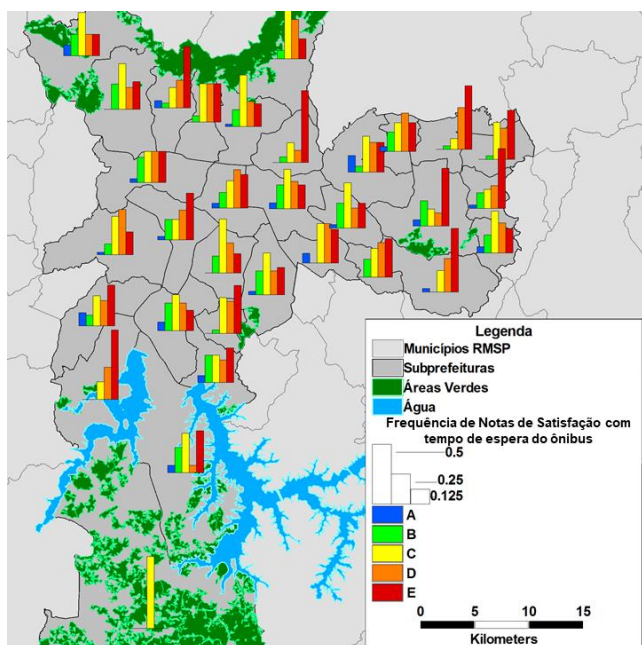 Legenda
Municípios RMSP
Subprefeituras
Áreas Verdes
Água
Frequência de Notas de Satisfação com
tempo de espera do ônibus
0.5
0.25
0.125
A
B
C
D
E
0 5 10 15
Kilometers